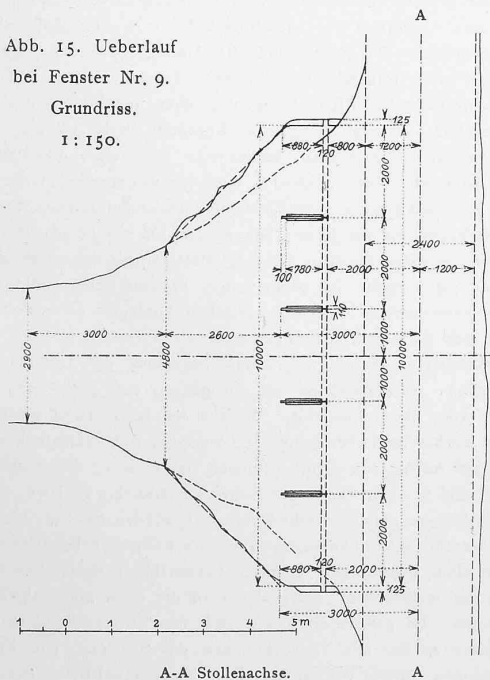 A
Abb. 15. Ueberlauf
bei Fenster Nr. 9.
Grundriss.
1:150.
125
880 120 800 1200
2000
2400
100 780 2000 1200
2000
110
3000 2600 3000
1000
2900 4800 10000 10000
1000
2000
2000
880 120 2000
125
3000
1 0 1 2 3 4 5 m
A-A Stollenachse.
A